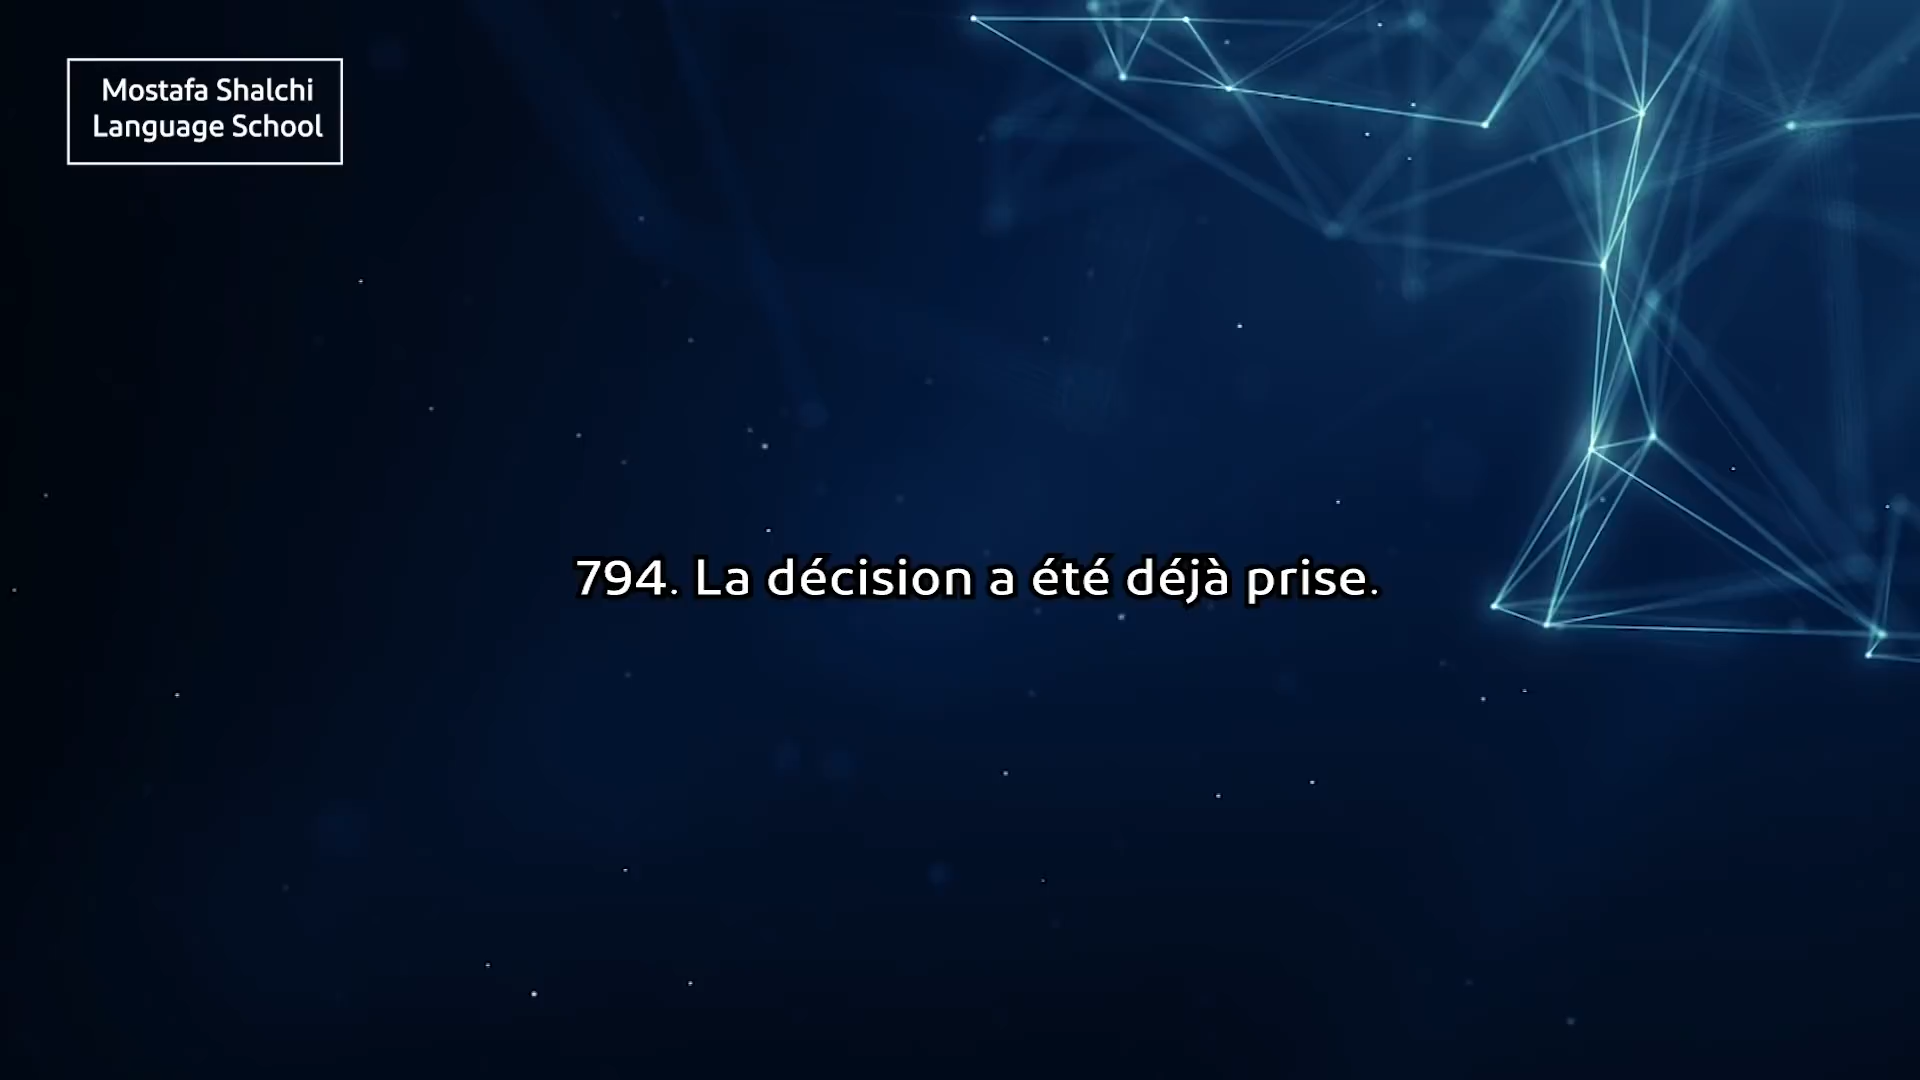 Mostafa Shalchi
Language School
794. La décision a été déjà prise.